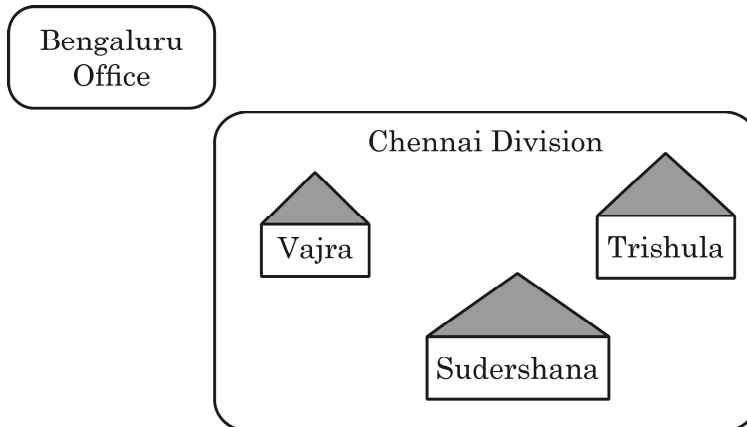 Bengaluru
Office
Chennai Division
Vajra
Trishula
Sudershana